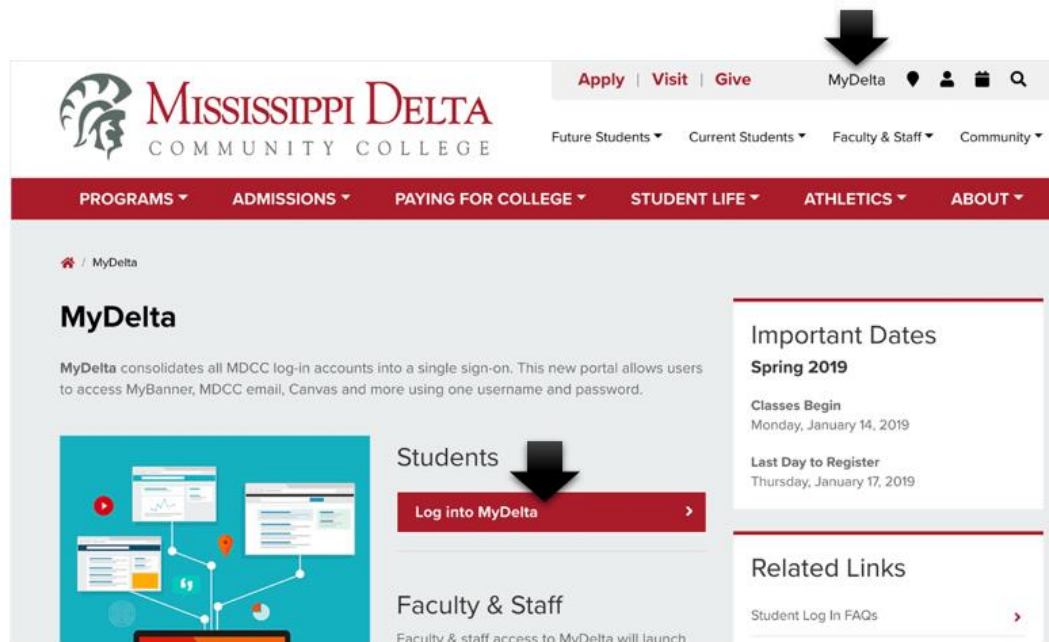 Apply | Visit | Give MyDelta
MISSISSIPPI DELTA
COMMUNITY COLLEGE
Future Students Current Students Faculty & Staff Community
PROGRAMS ADMISSIONS PAYING FOR COLLEGE STUDENT LIFE ATHLETICS ABOUT
/ MyDelta
MyDelta
MyDelta consolidates all MDCC log-in accounts into a single sign-on. This new portal allows users
to access MyBanner, MDCC email, Canvas and more using one username and password.
Students
Log into MyDelta
Faculty & Staff
Faculty & staff access to MyDelta will launch
Important Dates
Spring 2019
Classes Begin
Monday, January 14, 2019
Last Day to Register
Thursday, January 17, 2019
Related Links
Student Log In FAQs